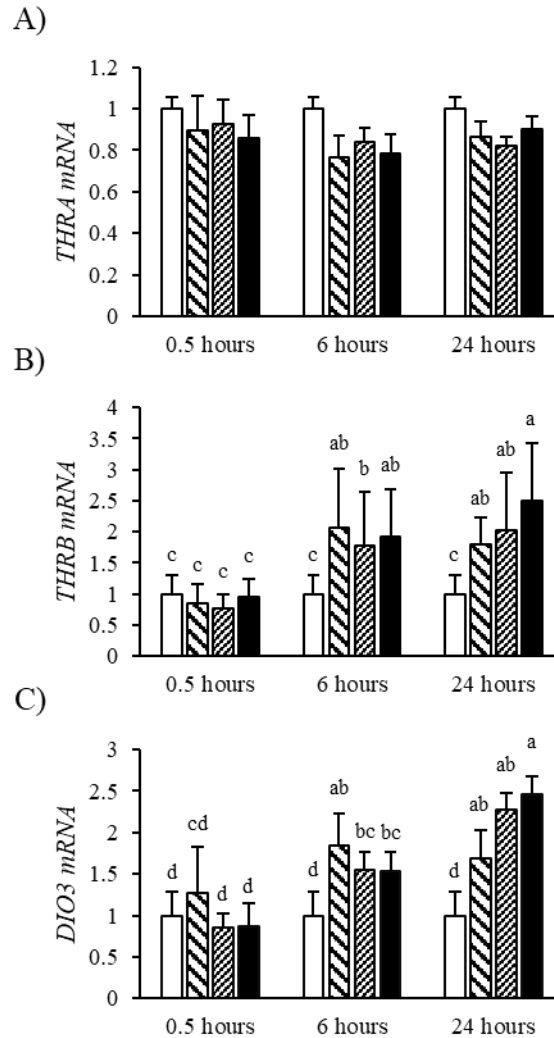 A)
THRA mRNA
1.2
1
0.8
0.6
0.4
0.2
0
0.5 hours 6 hours 24 hours
B)
THRB mRNA
4
3.5
3
2.5
2
1.5
1
0.5
0
c c c c c ab b ab c ab ab a
0.5 hours 6 hours 24 hours
C)
DIO3 mRNA
3
2.5
2
1.5
1
0.5
0
d cd d d d ab bc bc d ab ab a
0.5 hours 6 hours 24 hours